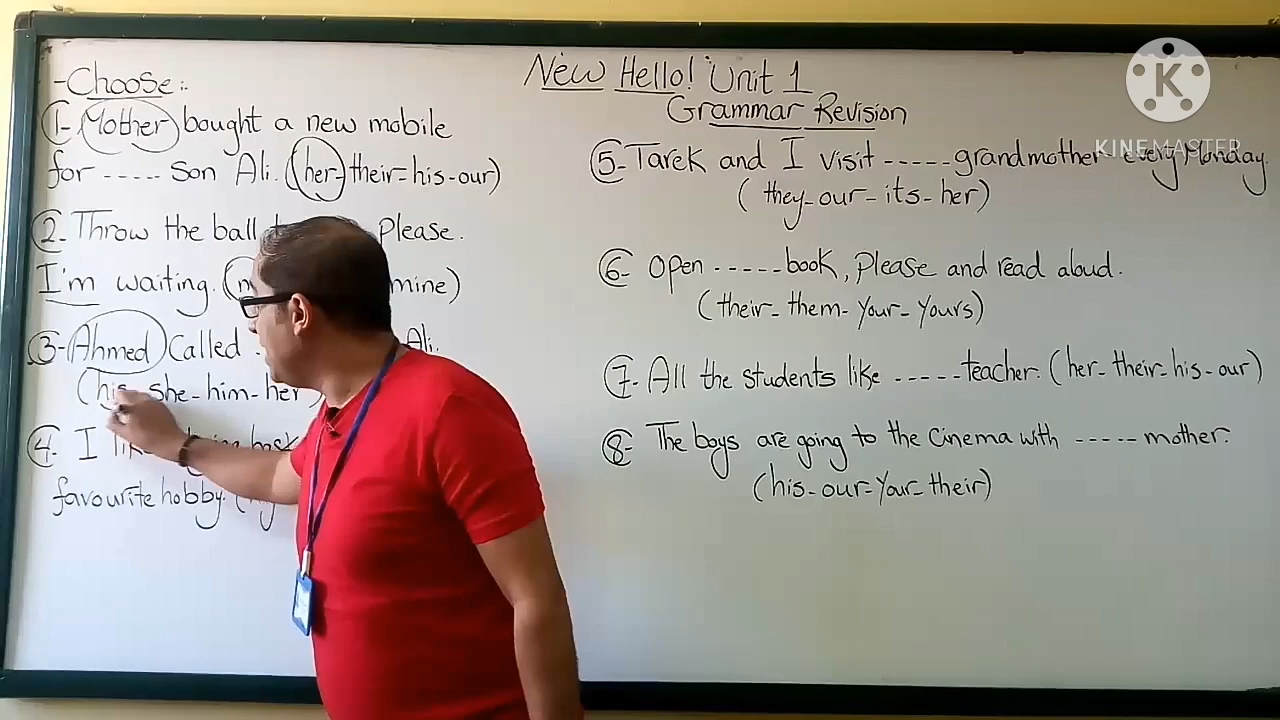 New Hello! Unit 1
Grammar Revision
-Choose:-
1- Mother bought a new mobile
for ----- son Ali. (her-their-his-our)
2- Throw the ball Please.
I'm waiting. mine)
3- Ahmed Called Ali.
(his-she-him-her)
4- I
favourite hobby.
5- Tarek and I visit ----- grandmother every Monday.
(they-our-its-her)
6- Open ----- book, please and read aloud.
(their-them-your-yours)
7- All the students like ----- teacher. (her-their-his-our)
8- The boys are going to the cinema with ----- mother.
(his-our-your-their)
K
KINEMASTER